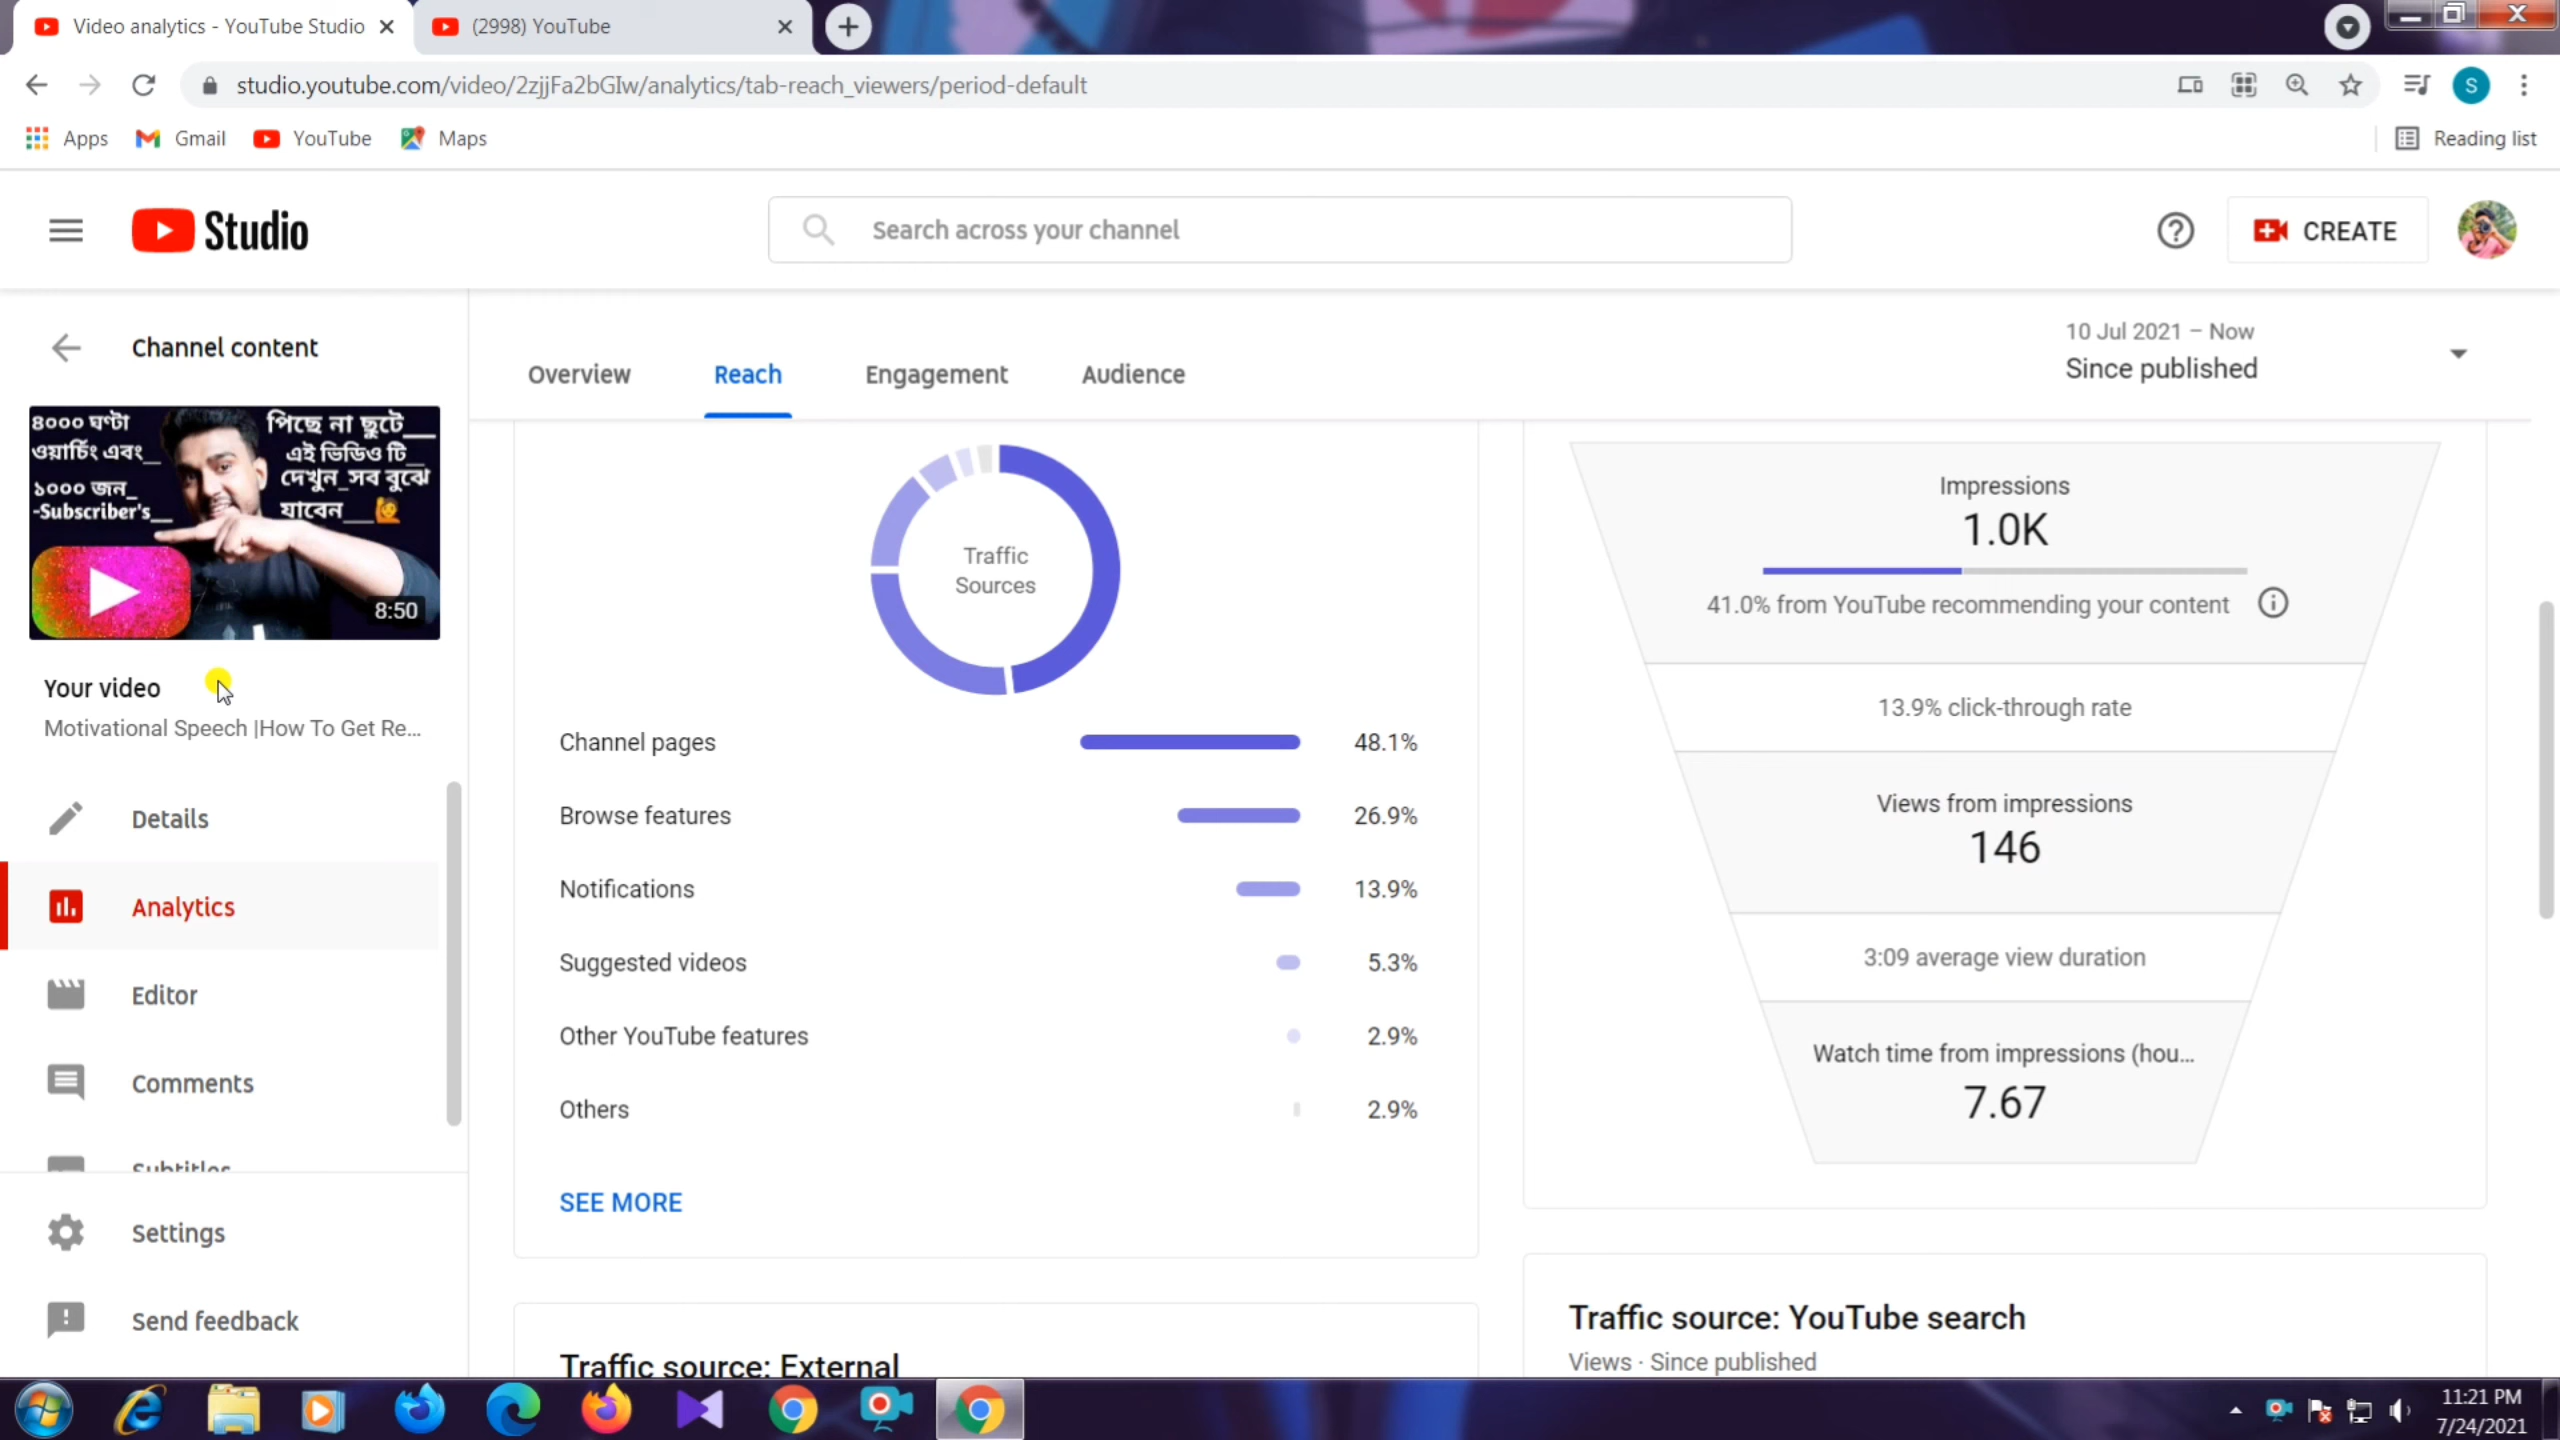 Video analytics - YouTube Studio
(2998) YouTube
studio.youtube.com/video/2zjjFa2bGIw/analytics/tab-reach_viewers/period-default
S
Apps
Gmail
YouTube
Maps
Reading list
Studio
Search across your channel
CREATE
Channel content
Overview
Reach
Engagement
Audience
10 Jul 2021 – Now
Since published
৪০০০ ঘণ্টা
ওয়ার্চিং এবং_
১০০০ জন_
-Subscriber's__
পিছে না ছুটে__
এই ভিডিও টি_
দেখুন_সব বুঝে
যাবেন___
8:50
Your video
Motivational Speech |How To Get Re...
Details
Analytics
Editor
Comments
Subtitles
Settings
Send feedback
Traffic
Sources
Channel pages 48.1%
Browse features 26.9%
Notifications 13.9%
Suggested videos 5.3%
Other YouTube features 2.9%
Others 2.9%
SEE MORE
Traffic source: External
Impressions
1.0K
41.0% from YouTube recommending your content
13.9% click-through rate
Views from impressions
146
3:09 average view duration
Watch time from impressions (hou...
7.67
Traffic source: YouTube search
Views · Since published
11:21 PM
7/24/2021